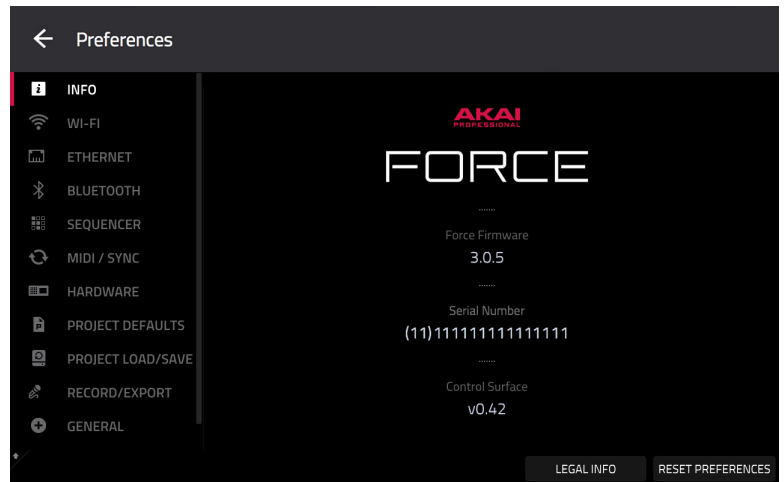 Preferences
INFO
WI-FI
ETHERNET
BLUETOOTH
SEQUENCER
MIDI / SYNC
HARDWARE
PROJECT DEFAULTS
PROJECT LOAD/SAVE
RECORD/EXPORT
GENERAL
AKAI
PROFESSIONAL
FORCE
.......
Force Firmware
3.0.5
.......
Serial Number
(11)111111111111111
.......
Control Surface
v0.42
LEGAL INFO
RESET PREFERENCES